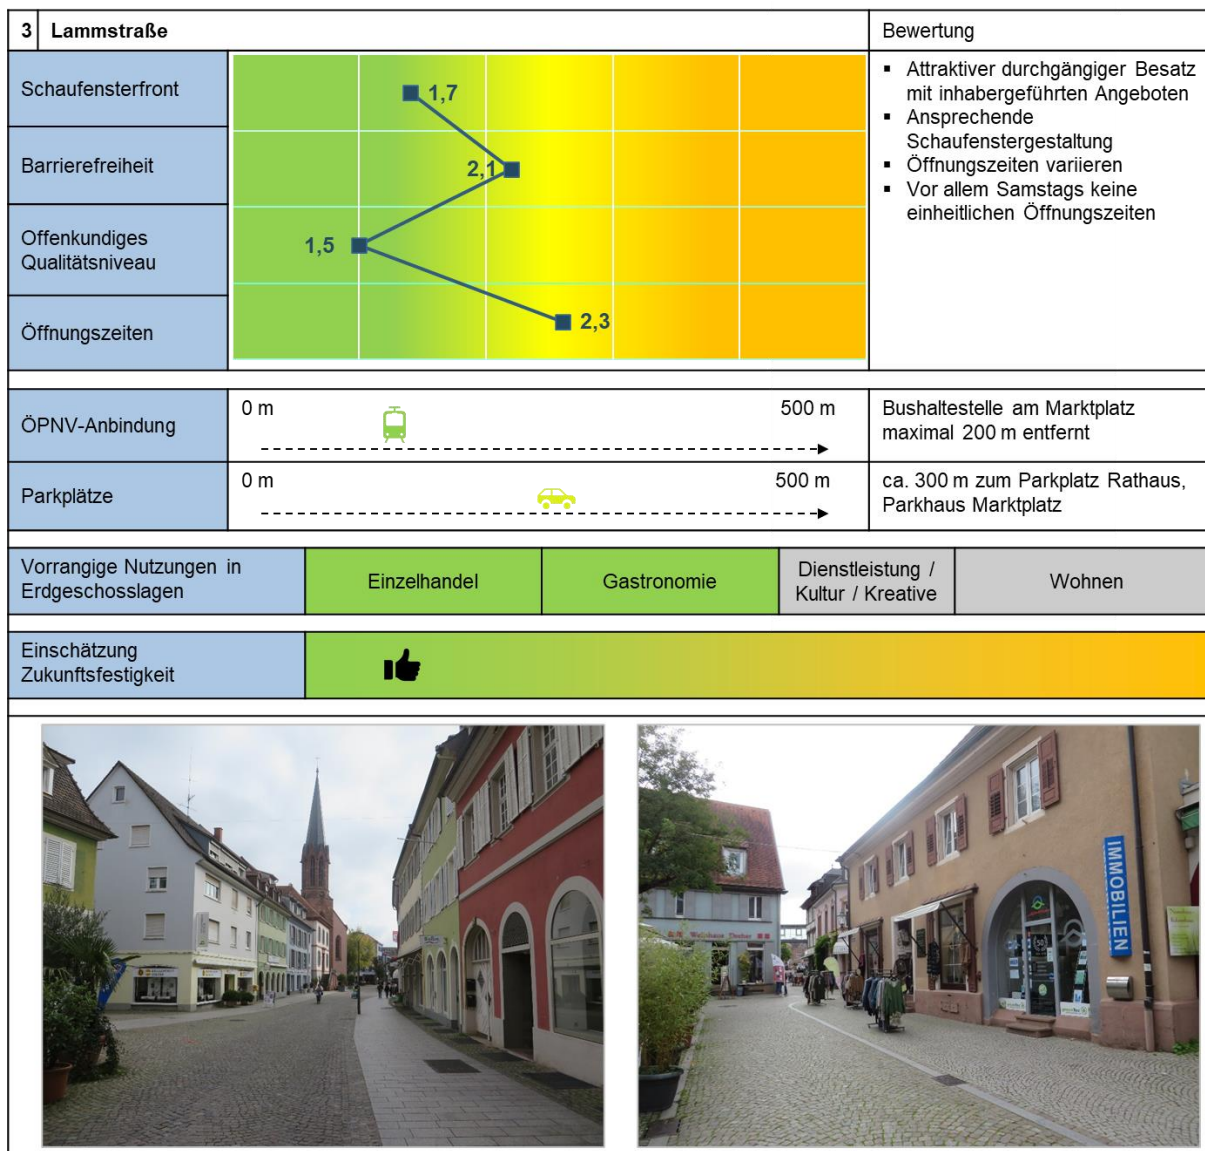 3 Lammstraße
Bewertung
Schaufensterfront
1,7
Barrierefreiheit
2,1
Offenkundiges
Qualitätsniveau
1,5
Öffnungszeiten
2,3
▪ Attraktiver durchgängiger Besatz
mit inhabergeführten Angeboten
▪ Ansprechende
Schaufenstergestaltung
▪ Öffnungszeiten variieren
▪ Vor allem Samstags keine
einheitlichen Öffnungszeiten
ÖPNV-Anbindung
0 m
500 m
Bushaltestelle am Marktplatz
maximal 200 m entfernt
Parkplätze
0 m
500 m
ca. 300 m zum Parkplatz Rathaus,
Parkhaus Marktplatz
Vorrangige Nutzungen in
Erdgeschosslagen
Einzelhandel
Gastronomie
Dienstleistung /
Kultur / Kreative
Wohnen
Einschätzung
Zukunftsfestigkeit
IMMOBILIEN